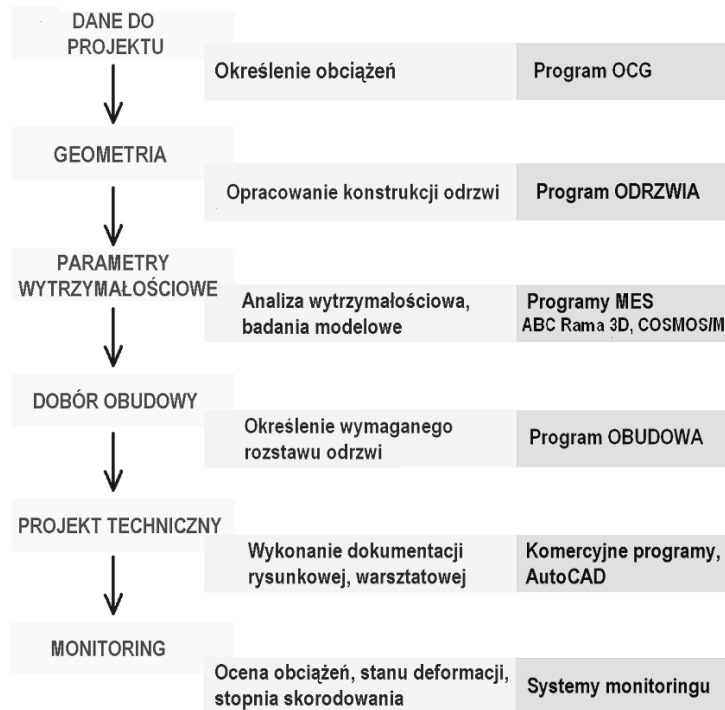 DANE DO
PROJEKTU
Określenie obciążeń
Program OCG
GEOMETRIA
Opracowanie konstrukcji odrzwi
Program ODRZWIA
PARAMETRY
WYTRZYMAŁOŚCIOWE
Analiza wytrzymałościowa,
badania modelowe
Programy MES
ABC Rama 3D, COSMOS/M
DOBÓR OBUDOWY
Określenie wymaganego
rozstawu odrzwi
Program OBUDOWA
PROJEKT TECHNICZNY
Wykonanie dokumentacji
rysunkowej, warsztatowej
Komercyjne programy,
AutoCAD
MONITORING
Ocena obciążeń, stanu deformacji,
stopnia skorodowania
Systemy monitoringu